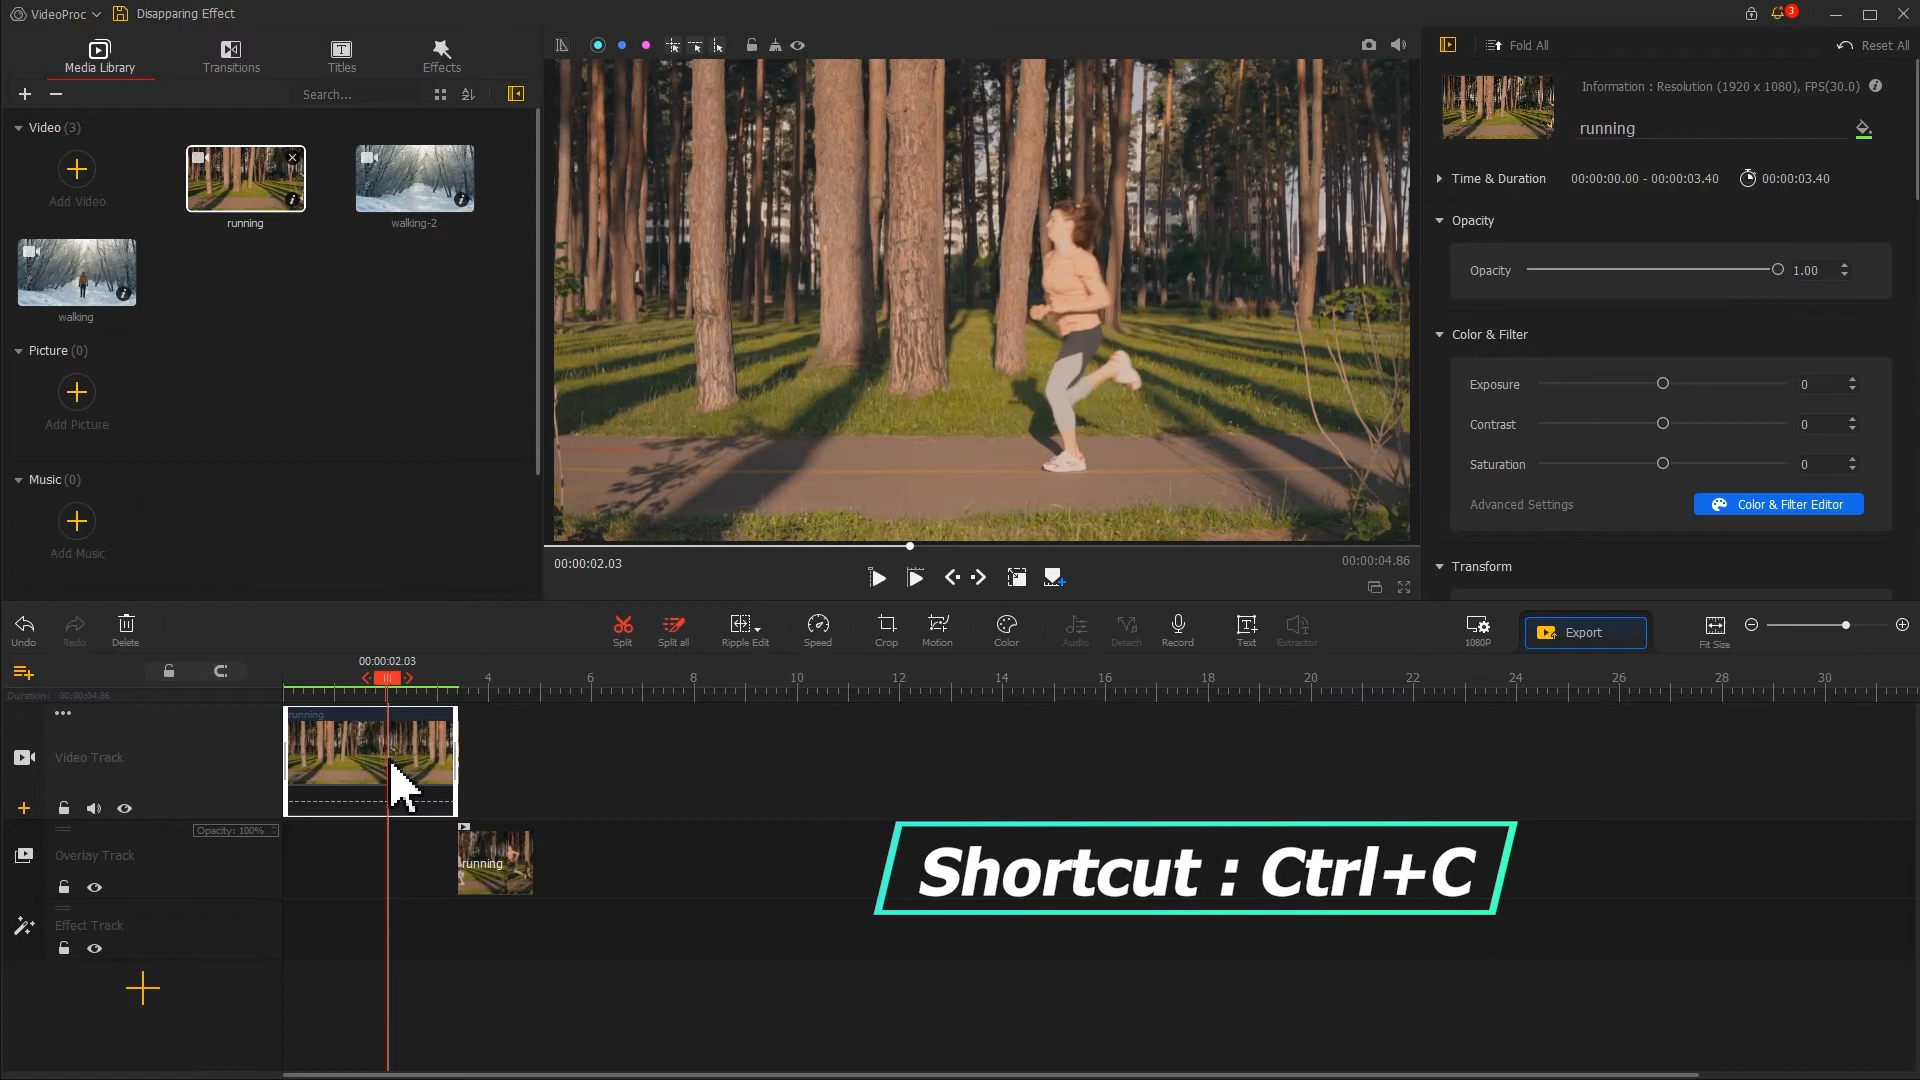 VideoProc
Disapparing Effect
3
Media Library
Transitions
Titles
Effects
Search...
Fold All
Reset All
Information : Resolution (1920 x 1080), FPS(30.0)
running
Video (3)
Add Video
running
walking-2
walking
Picture (0)
Add Picture
Music (0)
Add Music
Time & Duration
00:00:00.00 - 00:00:03.40
00:00:03.40
Opacity
Opacity
1.00
Color & Filter
Exposure
0
Contrast
0
Saturation
0
Advanced Settings
Color & Filter Editor
Transform
00:00:02.03
00:00:04.86
Undo
Redo
Delete
Split
Split all
Ripple Edit
Speed
Crop
Motion
Color
Audio
Detach
Record
Text
Extractor
1080P
Export
Fit Size
00:00:02.03
4 6 8 10 12 14 16 18 20 22 24 26 28 30
Duration: 00:00:04.86
running
Video Track
Opacity: 100%
Overlay Track
running
Effect Track
Shortcut : Ctrl+C